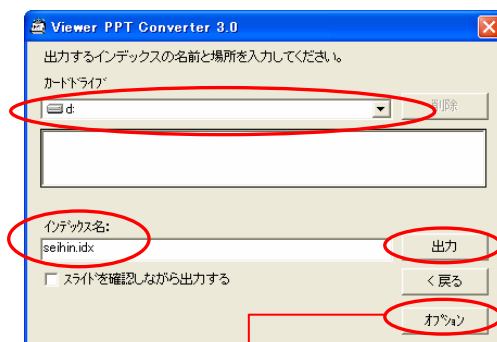 Viewer PPT Converter 3.0
出力するインデックスの名前と場所を入力してください。
ｶｰﾄﾞﾄﾞﾗｲﾌﾞ
d:
削除
ｲﾝﾃﾞｯｸｽ名:
seihin.idx
出力
ｽﾗｲﾄﾞを確認しながら出力する
< 戻る
ｵﾌﾟｼｮﾝ